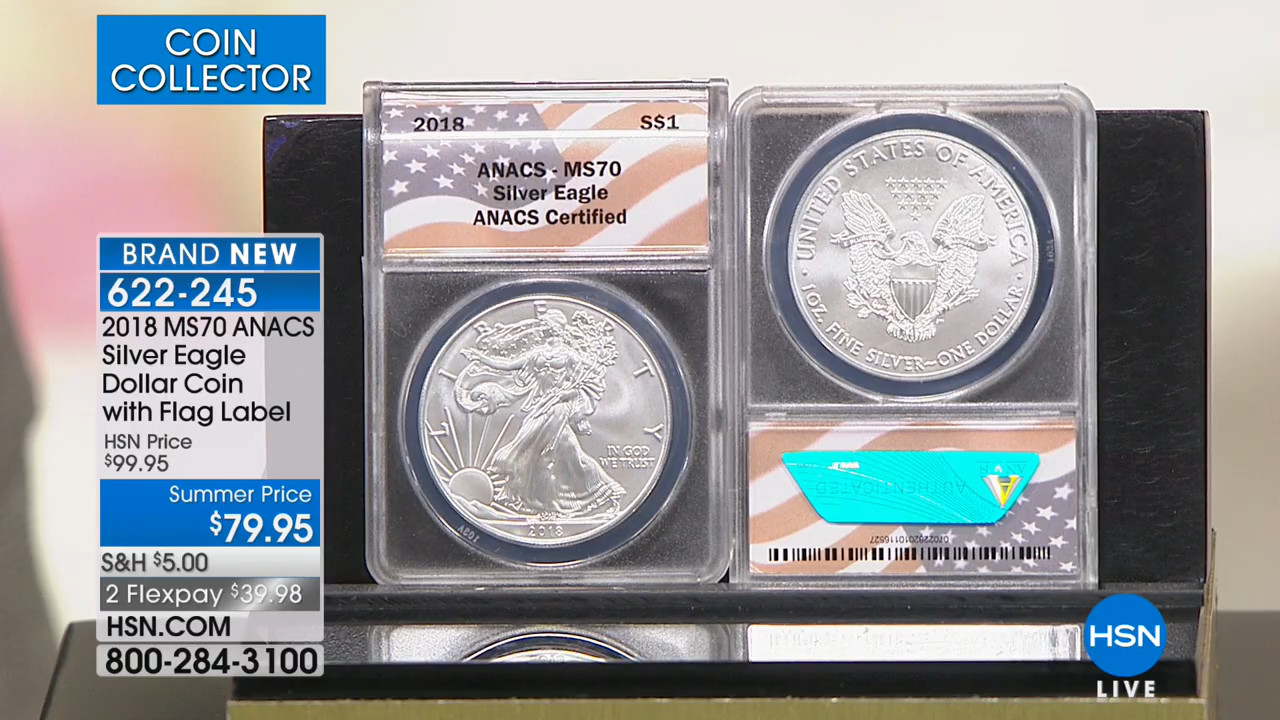 COIN
COLLECTOR
BRAND NEW
622-245
2018 MS70 ANACS
Silver Eagle
Dollar Coin
with Flag Label
HSN Price
$99.95
Summer Price
$79.95
S&H $5.00
2 Flexpay $39.98
HSN.COM
800-284-3100
2018 S$1
ANACS - MS70
Silver Eagle
ANACS Certified
LIBERTY
IN GOD
WE TRUST
2018
UNITED STATES OF AMERICA
1 OZ. FINE SILVER~ONE DOLLAR
AUTHENTICATED
HSN
LIVE